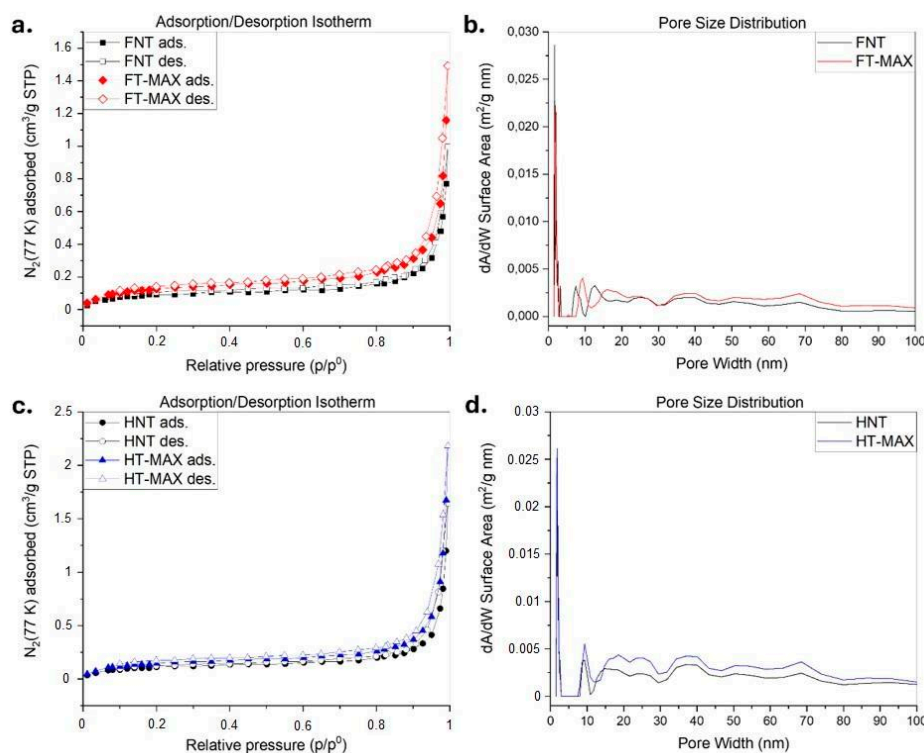 a.
Adsorption/Desorption Isotherm
FNT ads.
FNT des.
FT-MAX ads.
FT-MAX des.
N₂(77 K) adsorbed (cm³/g STP)
1.6
1.4
1.2
1
0.8
0.6
0.4
0.2
0
0
0.2
0.4
0.6
0.8
1
Relative pressure (p/p⁰)
b.
Pore Size Distribution
FNT
FT-MAX
dA/dW Surface Area (m²/g nm)
0,030
0,025
0,020
0,015
0,010
0,005
0,000
0
10
20
30
40
50
60
70
80
90
100
Pore Width (nm)
c.
Adsorption/Desorption Isotherm
HNT ads.
HNT des.
HT-MAX ads.
HT-MAX des.
N₂(77 K) adsorbed (cm³/g STP)
2.5
2
1.5
1
0.5
0
0
0.2
0.4
0.6
0.8
1
Relative pressure (p/p⁰)
d.
Pore Size Distribution
HNT
HT-MAX
dA/dW Surface Area (m²/g nm)
0.03
0.025
0.02
0.015
0.01
0.005
0
0
10
20
30
40
50
60
70
80
90
100
Pore Width (nm)